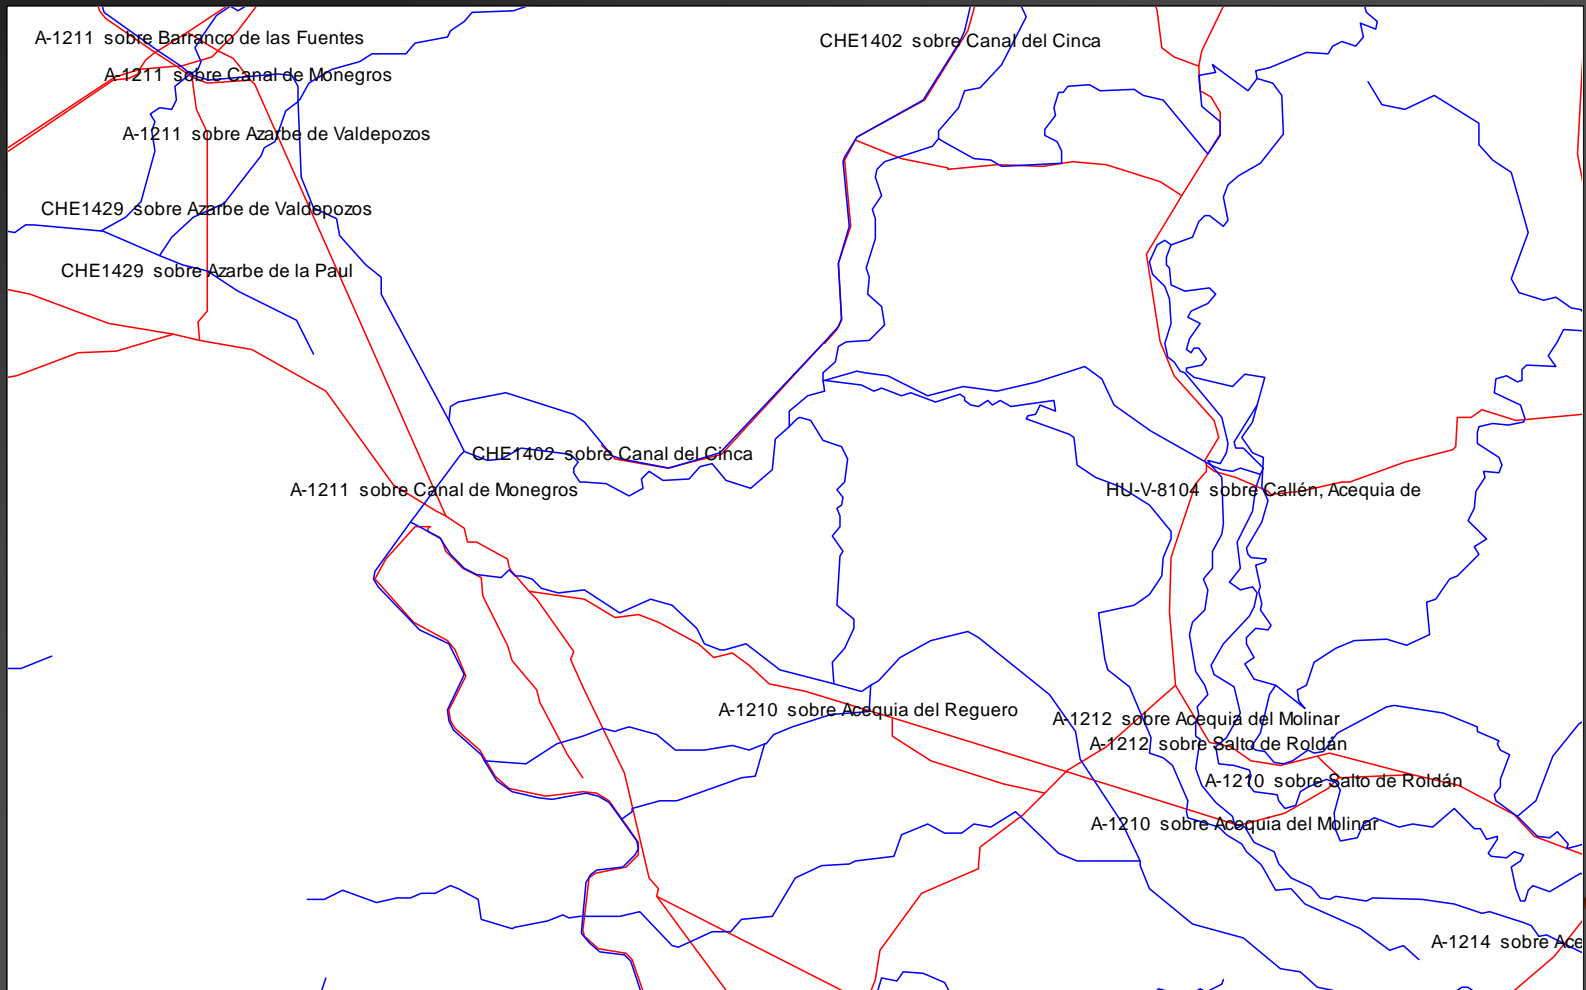 A-1211 sobre Barranco de las Fuentes
CHE1402 sobre Canal del Cinca
A-1211 sobre Canal de Monegros
A-1211 sobre Azarbe de Valdepozos
CHE1429 sobre Azarbe de Valdepozos
CHE1429 sobre Azarbe de la Paul
CHE1402 sobre Canal del Cinca
A-1211 sobre Canal de Monegros
HU-V-8104 sobre Callén, Acequia de
A-1210 sobre Acequia del Reguero
A-1212 sobre Acequia del Molinar
A-1212 sobre Salto de Roldán
A-1210 sobre Salto de Roldán
A-1210 sobre Acequia del Molinar
A-1214 sobre Ace